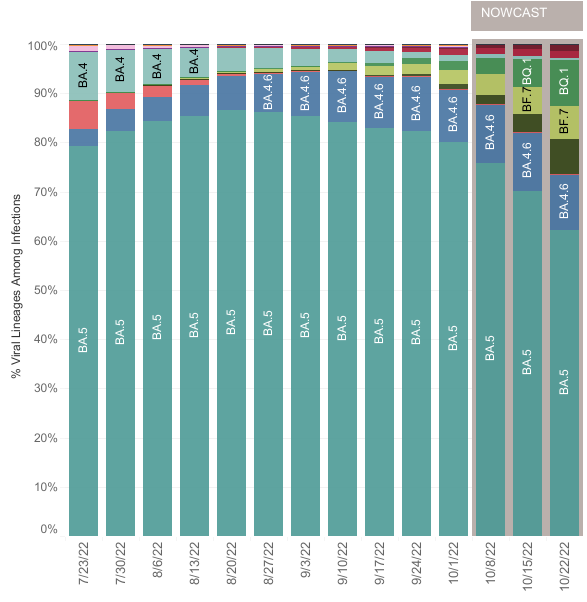 NOWCAST
100%
90%
80%
70%
60%
50%
40%
30%
20%
10%
0%
% Viral Lineages Among Infections
BA.4
BA.4
BA.4
BA.4
BA.4.6
BA.4.6
BA.4.6
BA.4.6
BA.4.6
BA.4.6
BA.4.6
BQ.1
BF.7
BA.4.6
BQ.1
BF.7
BA.4.6
BA.5
BA.5
BA.5
BA.5
BA.5
BA.5
BA.5
BA.5
BA.5
BA.5
BA.5
BA.5
BA.5
BA.5
7/23/22
7/30/22
8/6/22
8/13/22
8/20/22
8/27/22
9/3/22
9/10/22
9/17/22
9/24/22
10/1/22
10/8/22
10/15/22
10/22/22